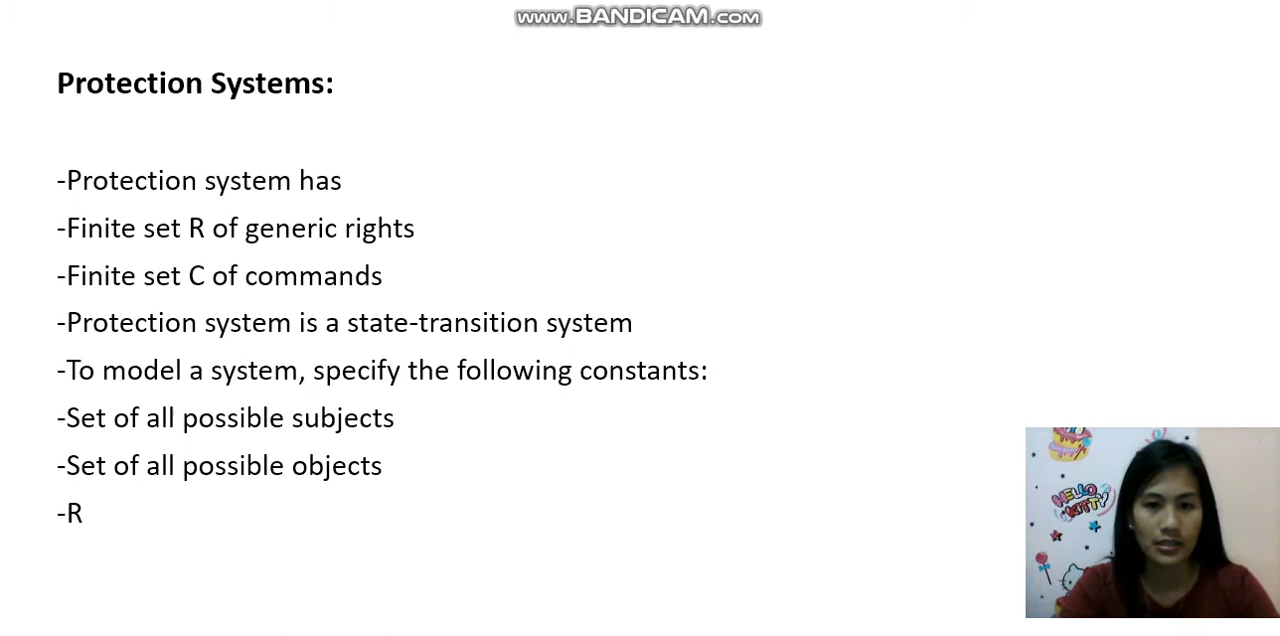 www.BANDICAM.com
Protection Systems:
-Protection system has
-Finite set R of generic rights
-Finite set C of commands
-Protection system is a state-transition system
-To model a system, specify the following constants:
-Set of all possible subjects
-Set of all possible objects
-R
HELLO
KITTY